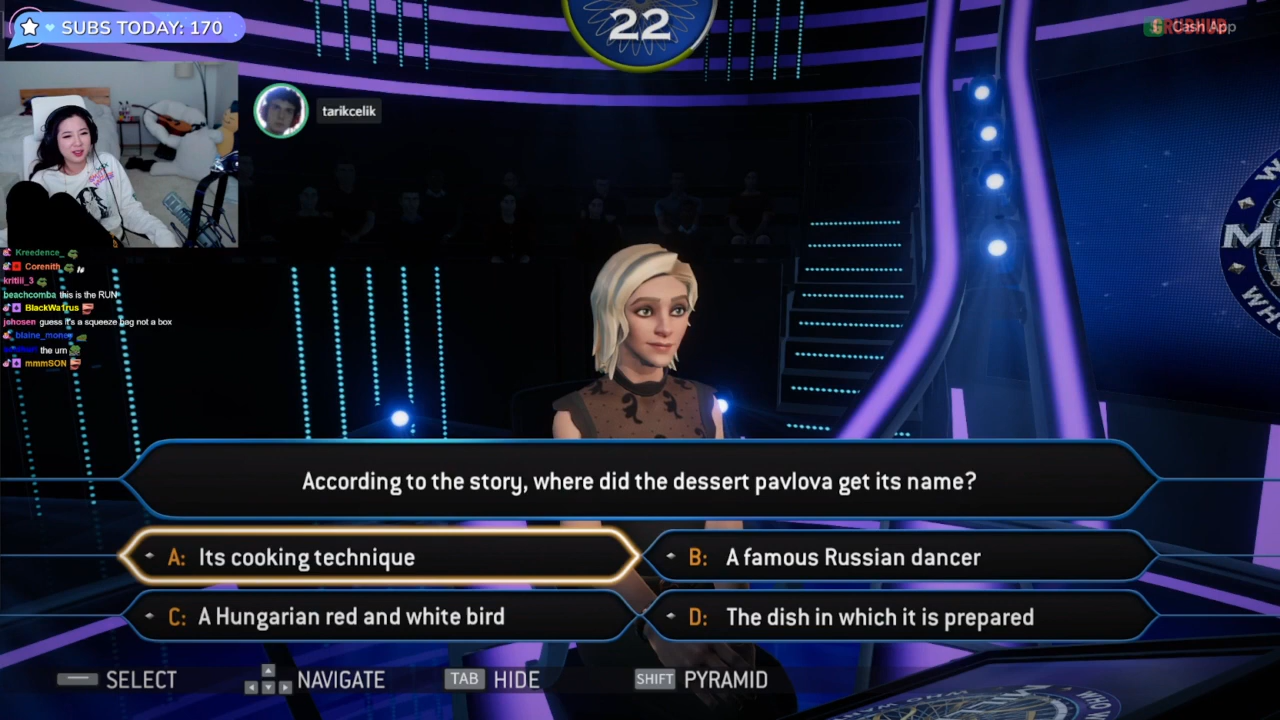 SUBS TODAY: 170
22
Cash App
tarikcelik
Kreedence_
Corenith
kritiii_3
beachcomba this is the RUN
BlackWa1rus
jehosen guess it's a squeeze bag not a box
blaine_money
the um
mmmSON
According to the story, where did the dessert pavlova get its name?
A: Its cooking technique
B: A famous Russian dancer
C: A Hungarian red and white bird
D: The dish in which it is prepared
SELECT
NAVIGATE
TAB HIDE
SHIFT PYRAMID